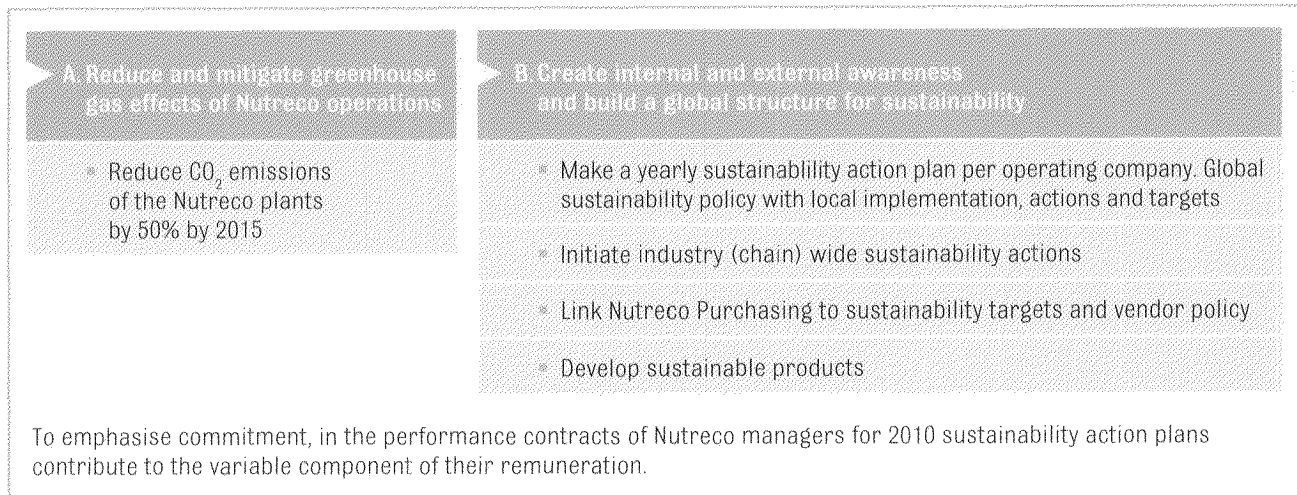 A. Reduce and mitigate greenhouse
gas effects of Nutreco operations
Reduce CO₂ emissions
of the Nutreco plants
by 50% by 2015
B. Create internal and external awareness
and build a global structure for sustainability
Make a yearly sustainablility action plan per operating company. Global
sustainability policy with local implementation, actions and targets
Initiate industry (chain) wide sustainability actions
Link Nutreco Purchasing to sustainability targets and vendor policy
Develop sustainable products
To emphasise commitment, in the performance contracts of Nutreco managers for 2010 sustainability action plans
contribute to the variable component of their remuneration.